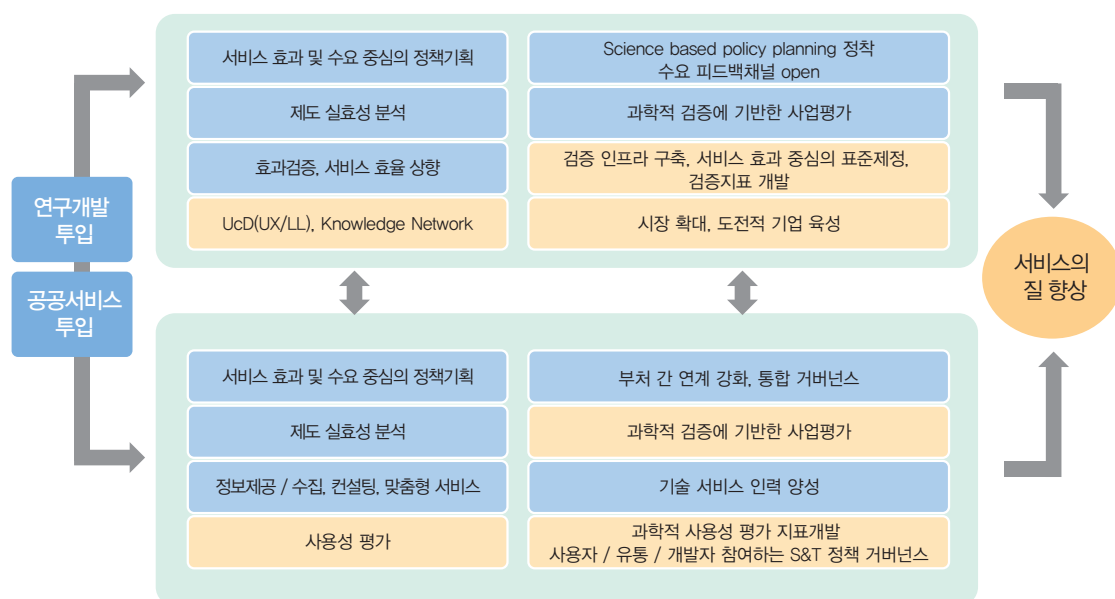 연구개발
투입
공공서비스
투입
서비스 효과 및 수요 중심의 정책기획
Science based policy planning 정착
수요 피드백채널 open
제도 실효성 분석
과학적 검증에 기반한 사업평가
효과검증, 서비스 효율 상향
검증 인프라 구축, 서비스 효과 중심의 표준제정,
검증지표 개발
UcD(UX/LL), Knowledge Network
시장 확대, 도전적 기업 육성
서비스 효과 및 수요 중심의 정책기획
부처 간 연계 강화, 통합 거버넌스
제도 실효성 분석
과학적 검증에 기반한 사업평가
정보제공 / 수집, 컨설팅, 맞춤형 서비스
기술 서비스 인력 양성
사용성 평가
과학적 사용성 평가 지표개발
사용자 / 유통 / 개발자 참여하는 S&T 정책 거버넌스
서비스의
질 향상